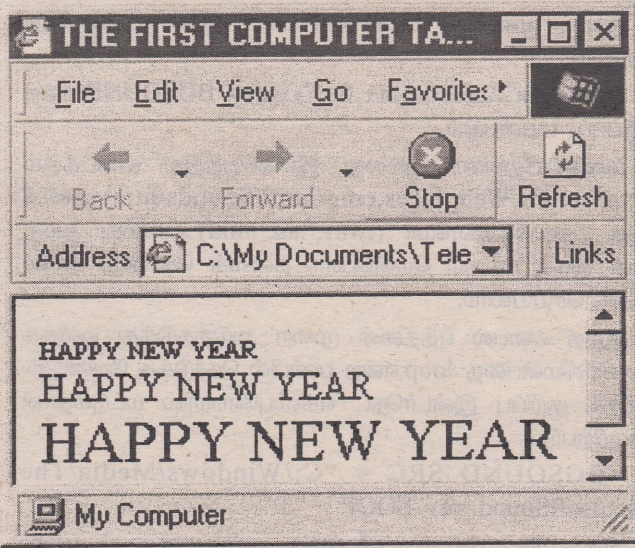 THE FIRST COMPUTER TA...
File Edit View Go Favorites
Back Forward Stop Refresh
Address C:\My Documents\Tele Links
HAPPY NEW YEAR
HAPPY NEW YEAR
HAPPY NEW YEAR
My Computer